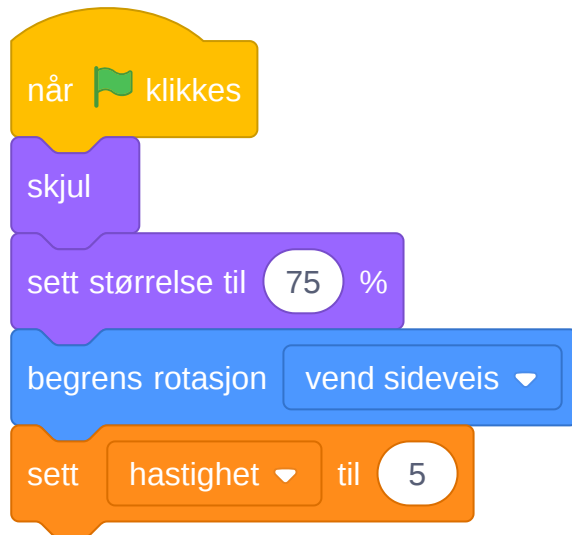 når klikkes
skjul
sett størrelse til 75 %
begrens rotasjon vend sideveis
sett hastighet til 5